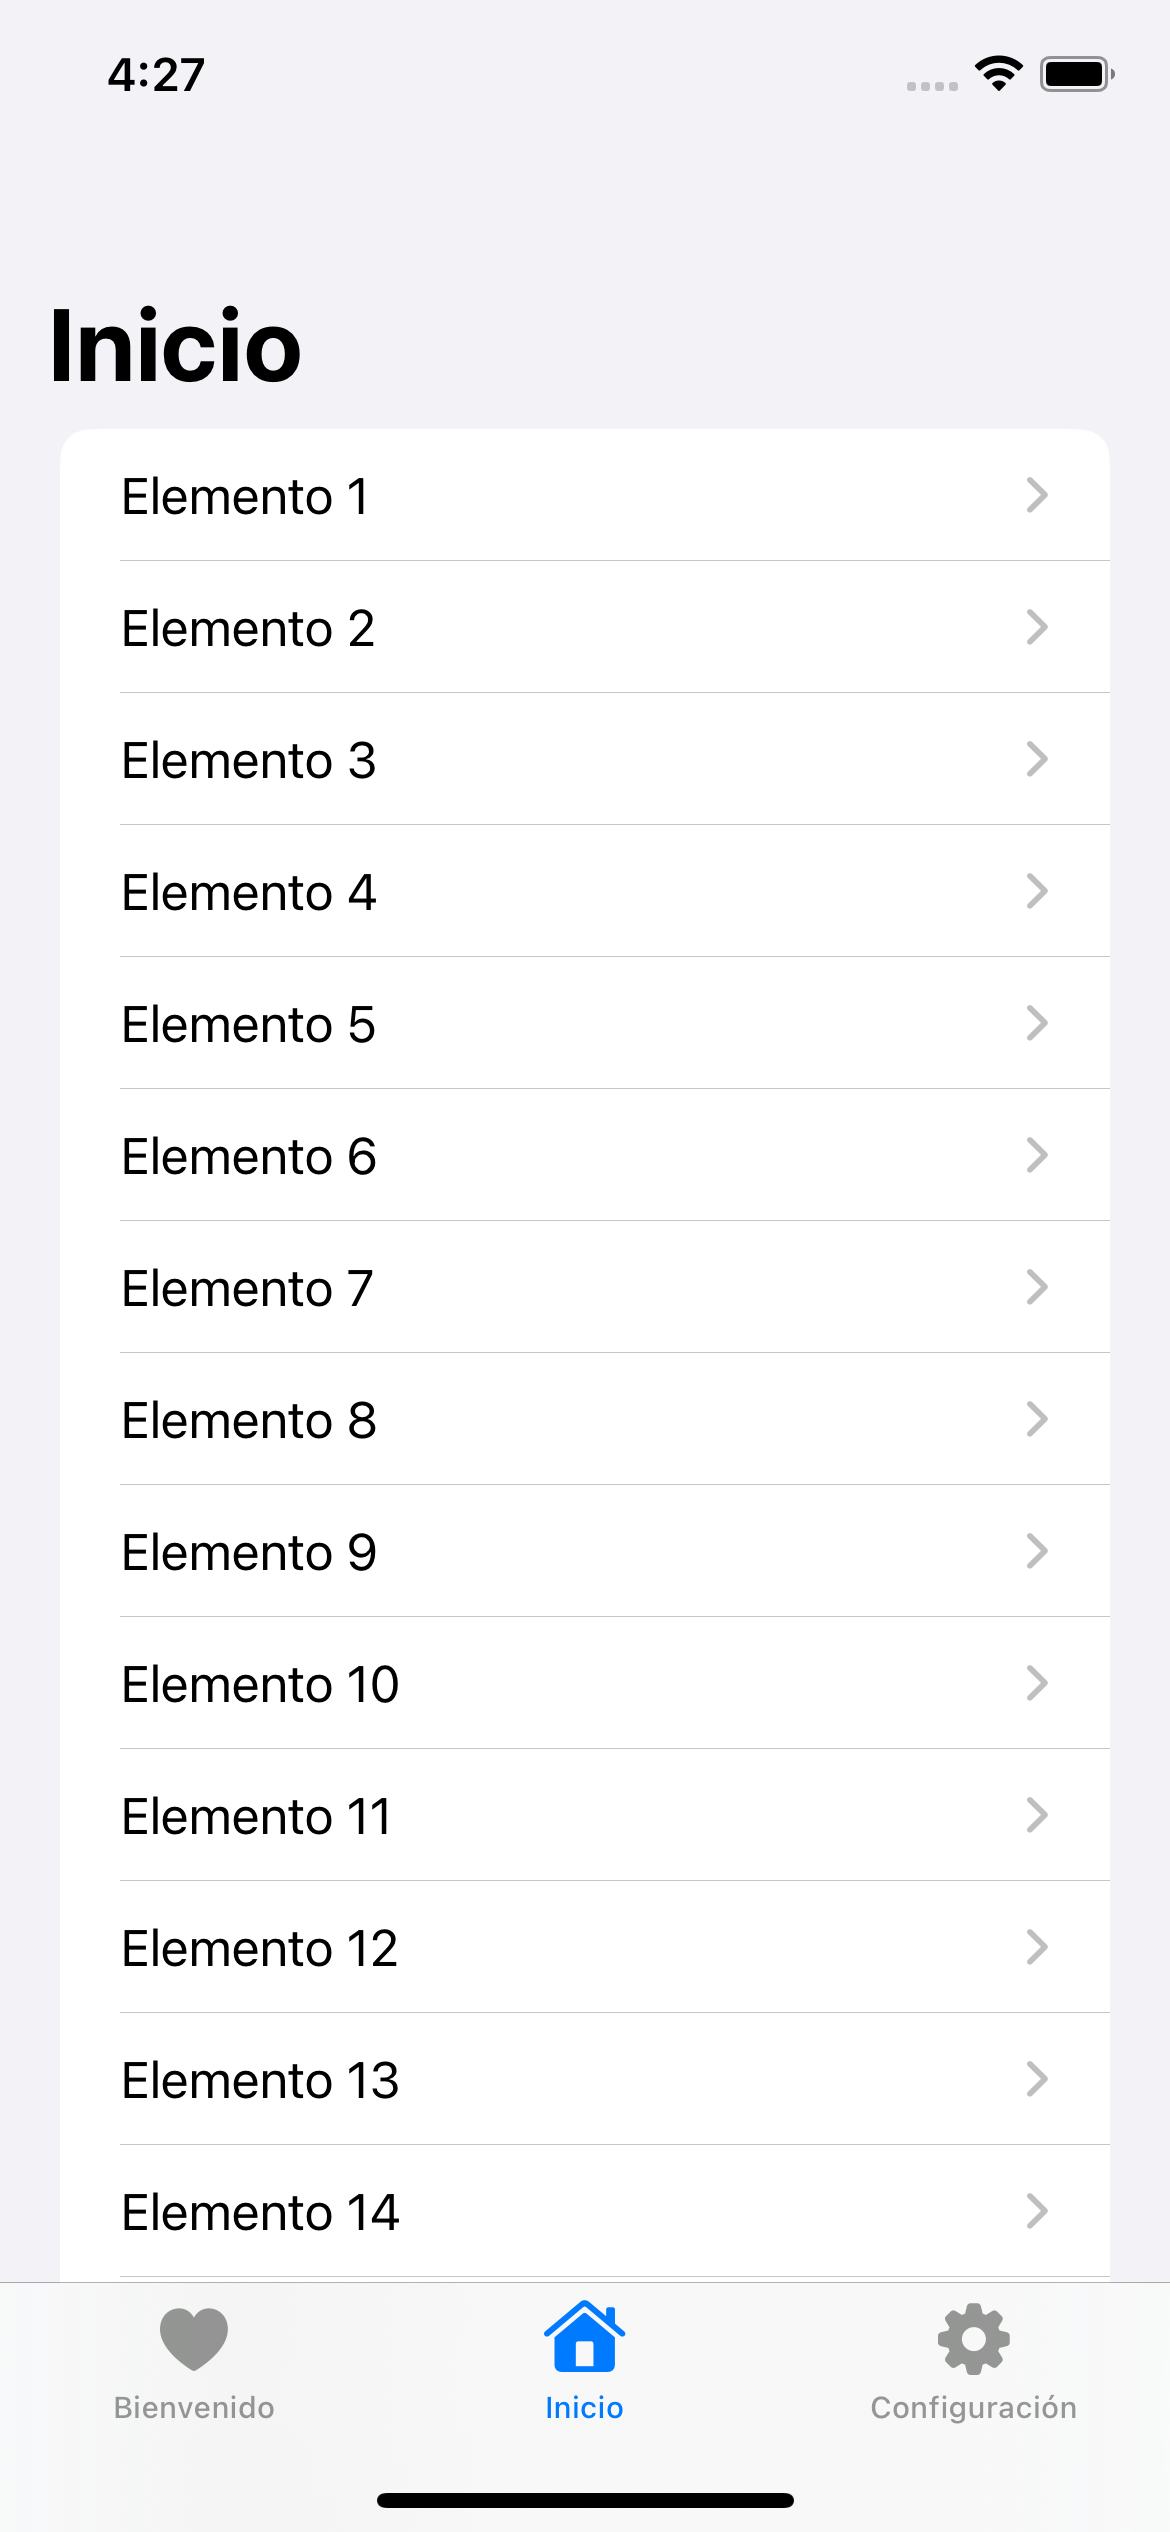 4:27
Inicio
Elemento 1
Elemento 2
Elemento 3
Elemento 4
Elemento 5
Elemento 6
Elemento 7
Elemento 8
Elemento 9
Elemento 10
Elemento 11
Elemento 12
Elemento 13
Elemento 14
Bienvenido
Inicio
Configuración